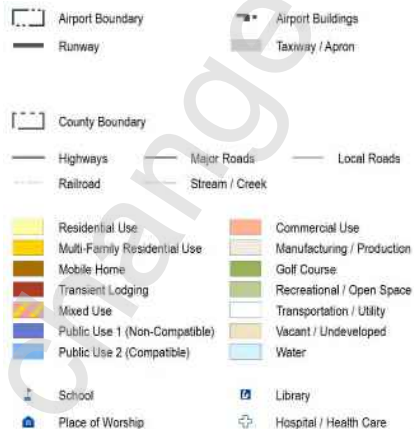 Airport Boundary Airport Buildings
Runway Taxiway / Apron
County Boundary
Highways Major Roads Local Roads
Railroad Stream / Creek
Residential Use Commercial Use
Multi-Family Residential Use Manufacturing / Production
Mobile Home Golf Course
Transient Lodging Recreational / Open Space
Mixed Use Transportation / Utility
Public Use 1 (Non-Compatible) Vacant / Undeveloped
Public Use 2 (Compatible) Water
School Library
Place of Worship Hospital / Health Care
change